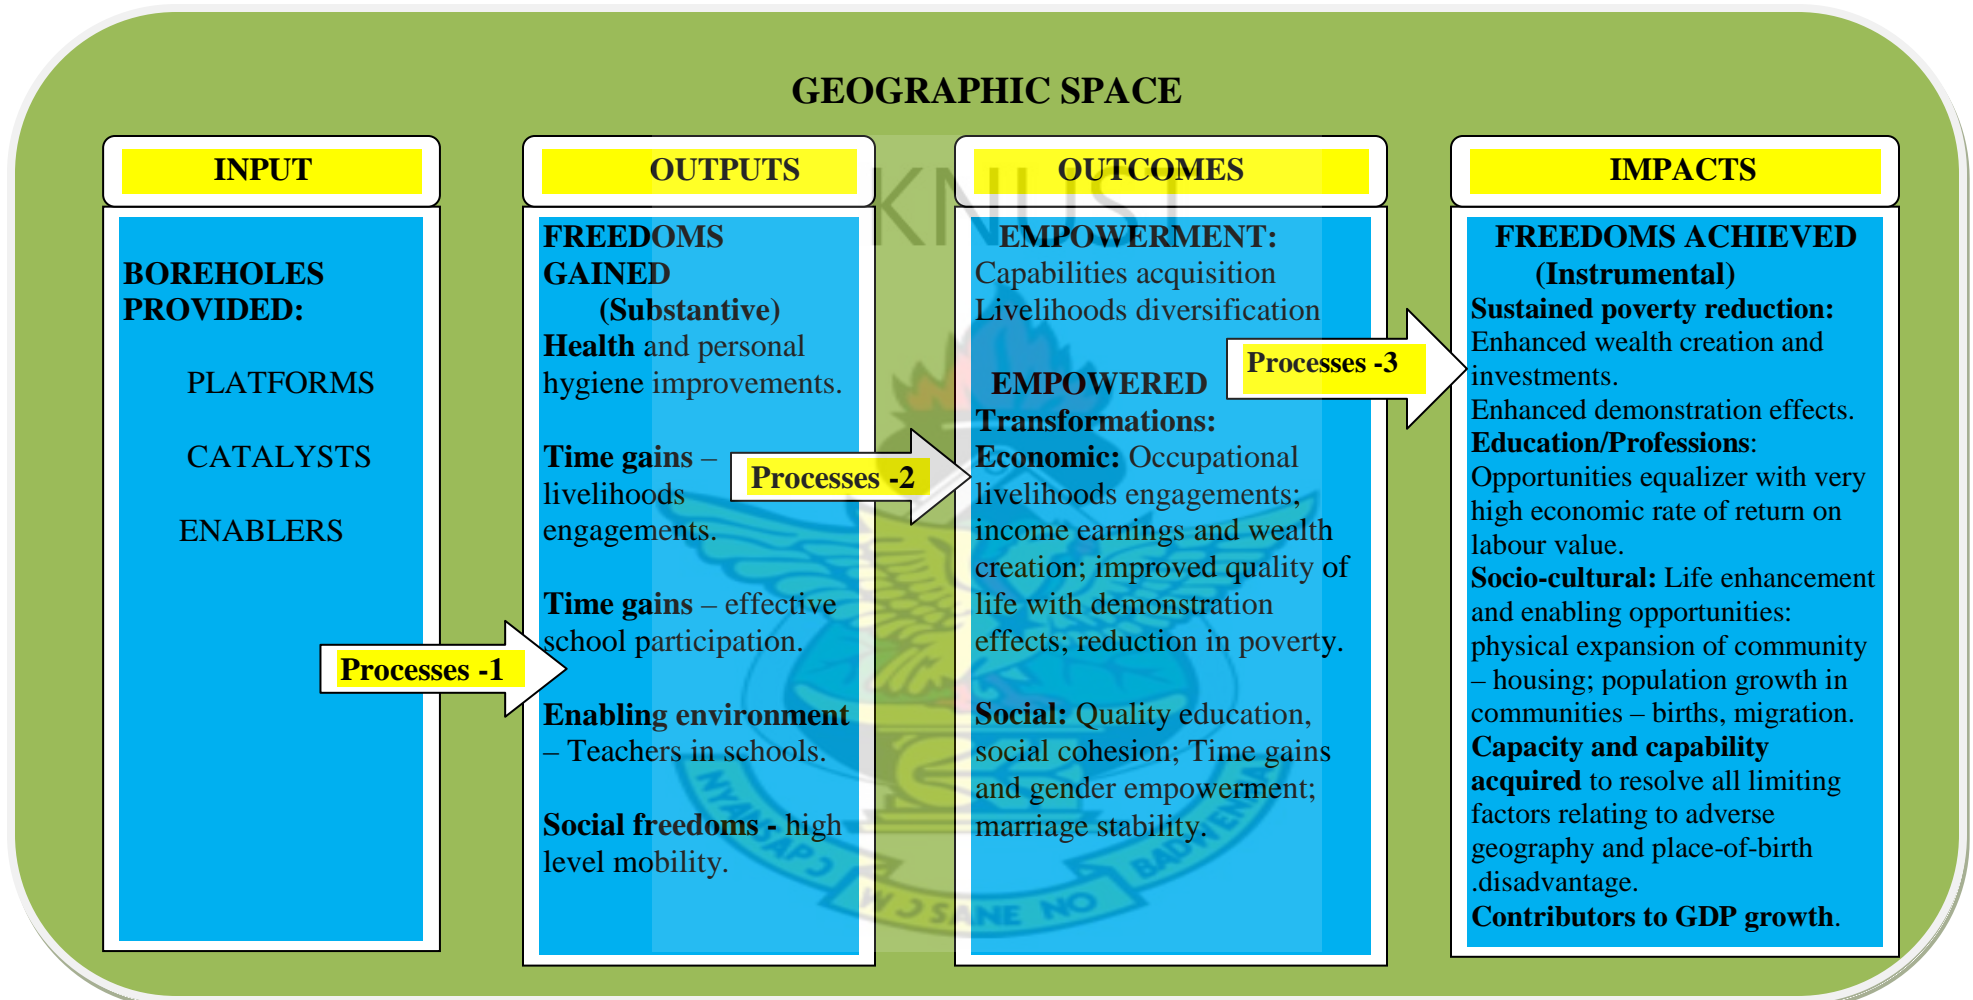 GEOGRAPHIC SPACE
INPUT
BOREHOLES
PROVIDED:
PLATFORMS
CATALYSTS
ENABLERS
Processes -1
OUTPUTS
FREEDOMS
GAINED
(Substantive)
Health and personal
hygiene improvements.
Time gains –
livelihoods
engagements.
Time gains – effective
school participation.
Enabling environment
– Teachers in schools.
Social freedoms - high
level mobility.
Processes -2
OUTCOMES
EMPOWERMENT:
Capabilities acquisition
Livelihoods diversification
EMPOWERED
Transformations:
Economic: Occupational
livelihoods engagements;
income earnings and wealth
creation; improved quality of
life with demonstration
effects; reduction in poverty.
Social: Quality education,
social cohesion; Time gains
and gender empowerment;
marriage stability.
Processes -3
IMPACTS
FREEDOMS ACHIEVED
(Instrumental)
Sustained poverty reduction:
Enhanced wealth creation and
investments.
Enhanced demonstration effects.
Education/Professions:
Opportunities equalizer with very
high economic rate of return on
labour value.
Socio-cultural: Life enhancement
and enabling opportunities:
physical expansion of community
– housing; population growth in
communities – births, migration.
Capacity and capability
acquired to resolve all limiting
factors relating to adverse
geography and place-of-birth
.disadvantage.
Contributors to GDP growth.
KNUST
W Ɔ SANE NO